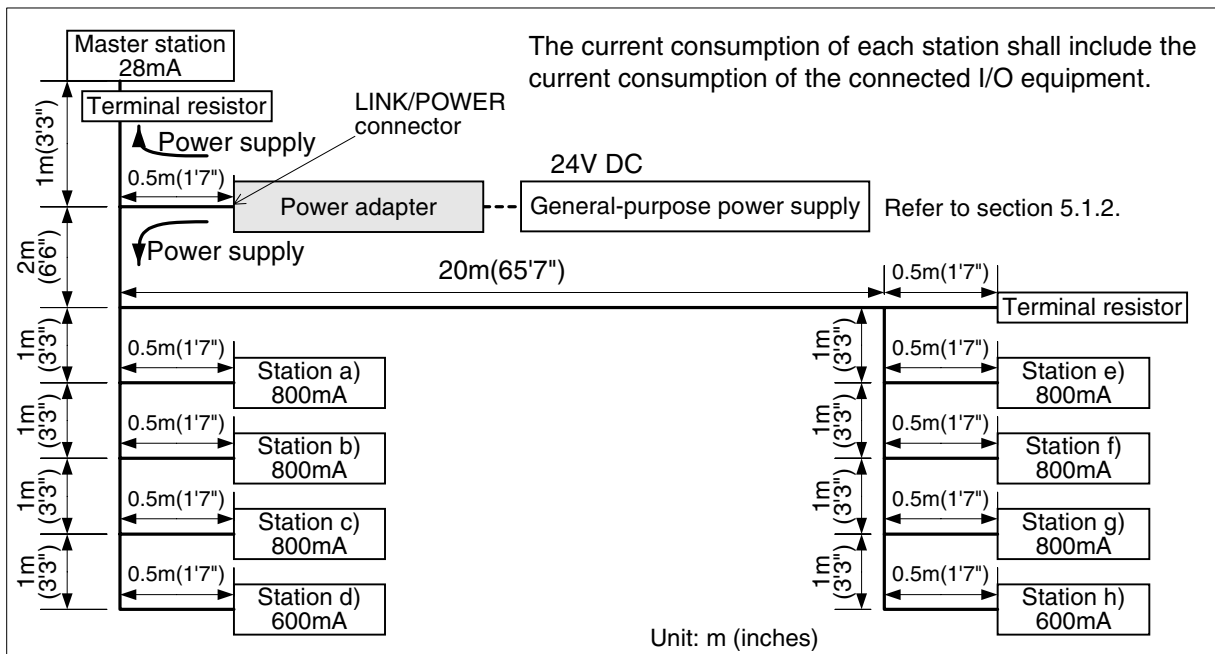 Master station
28mA
The current consumption of each station shall include the
current consumption of the connected I/O equipment.
Terminal resistor
LINK/POWER
connector
1m(3'3")
Power supply
0.5m(1'7")
24V DC
Power adapter
General-purpose power supply
Refer to section 5.1.2.
2m
(6'6")
Power supply
20m(65'7")
0.5m(1'7")
Terminal resistor
1m
(3'3")
0.5m(1'7")
Station a)
800mA
1m
(3'3")
0.5m(1'7")
Station e)
800mA
1m
(3'3")
0.5m(1'7")
Station b)
800mA
1m
(3'3")
0.5m(1'7")
Station f)
800mA
1m
(3'3")
0.5m(1'7")
Station c)
800mA
1m
(3'3")
0.5m(1'7")
Station g)
800mA
1m
(3'3")
0.5m(1'7")
Station d)
600mA
1m
(3'3")
0.5m(1'7")
Station h)
600mA
Unit: m (inches)